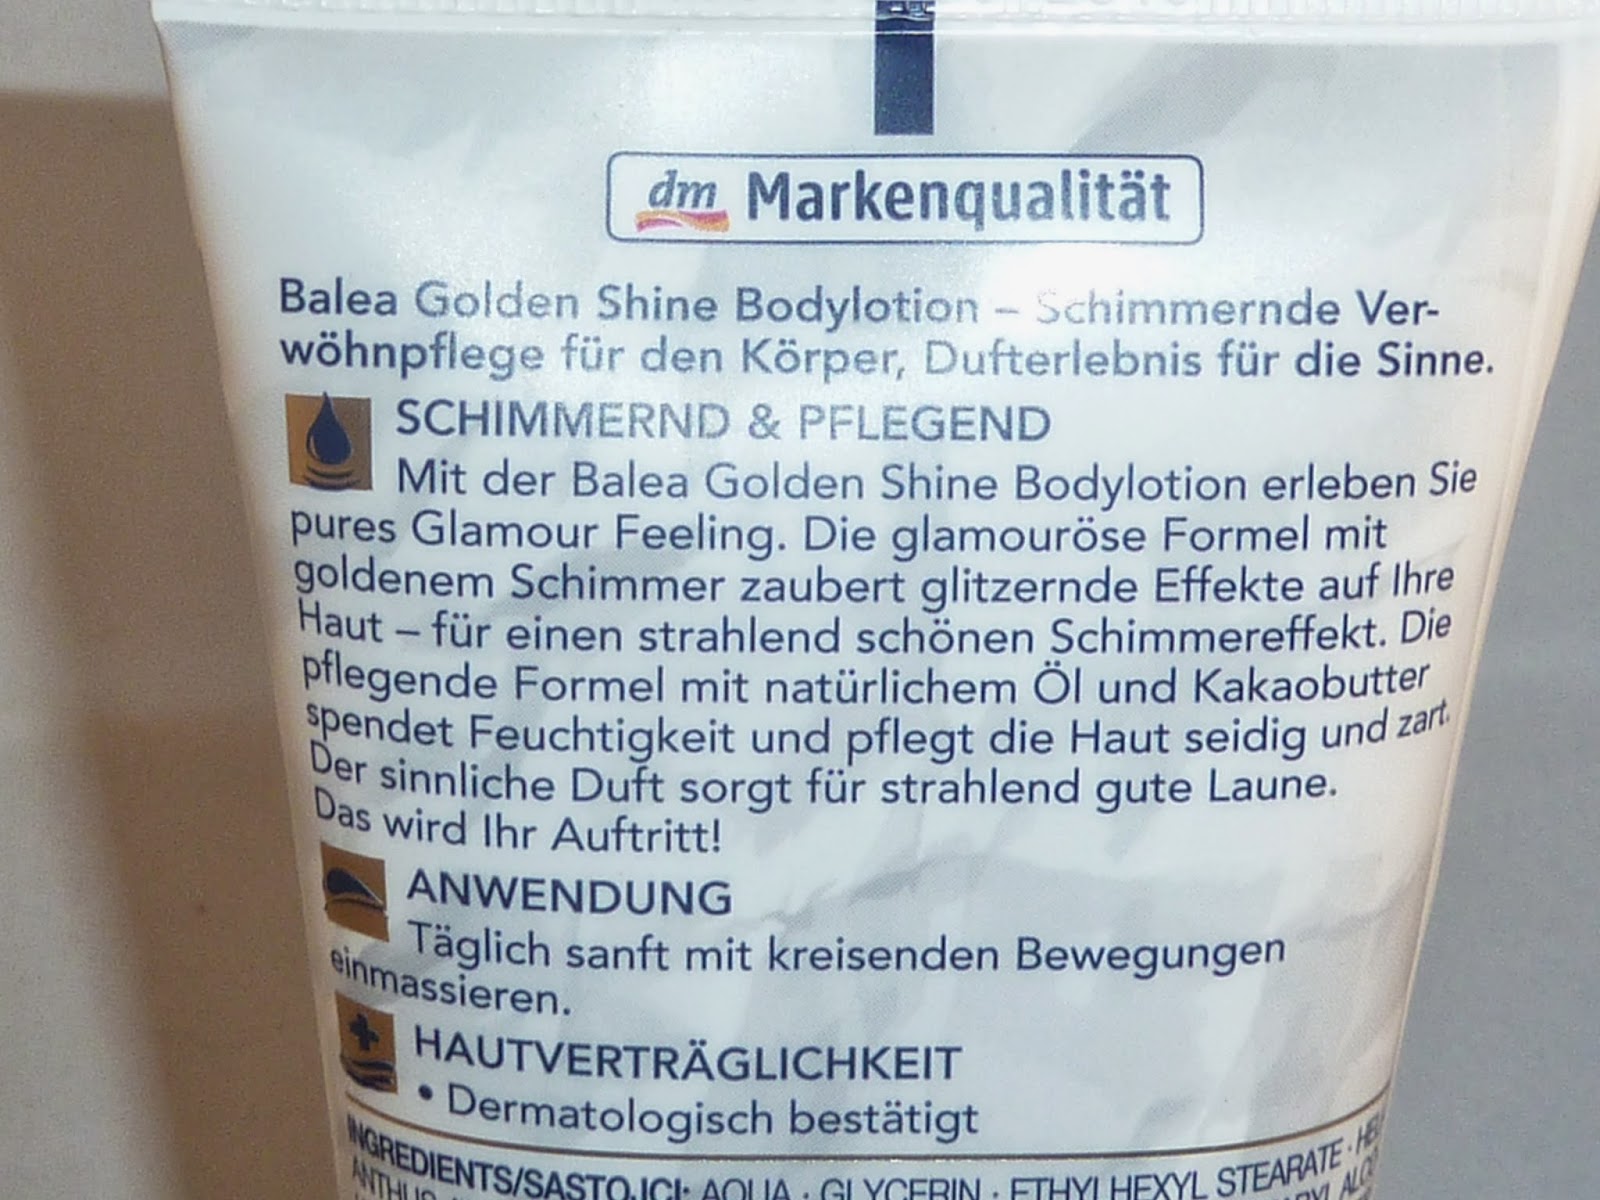 dm Markenqualität
Balea Golden Shine Bodylotion – Schimmernde Ver-
wöhnpflege für den Körper, Dufterlebnis für die Sinne.
SCHIMMERND & PFLEGEND
Mit der Balea Golden Shine Bodylotion erleben Sie
pures Glamour Feeling. Die glamouröse Formel mit
goldenem Schimmer zaubert glitzernde Effekte auf Ihre
Haut – für einen strahlend schönen Schimmereffekt. Die
pflegende Formel mit natürlichem Öl und Kakaobutter
spendet Feuchtigkeit und pflegt die Haut seidig und zart.
Der sinnliche Duft sorgt für strahlend gute Laune.
Das wird Ihr Auftritt!
ANWENDUNG
Täglich sanft mit kreisenden Bewegungen
einmassieren.
HAUTVERTRÄGLICHKEIT
• Dermatologisch bestätigt
INGREDIENTS/SASTOJCI: AQUA · GLYCERIN · ETHYLHEXYL STEARATE ·